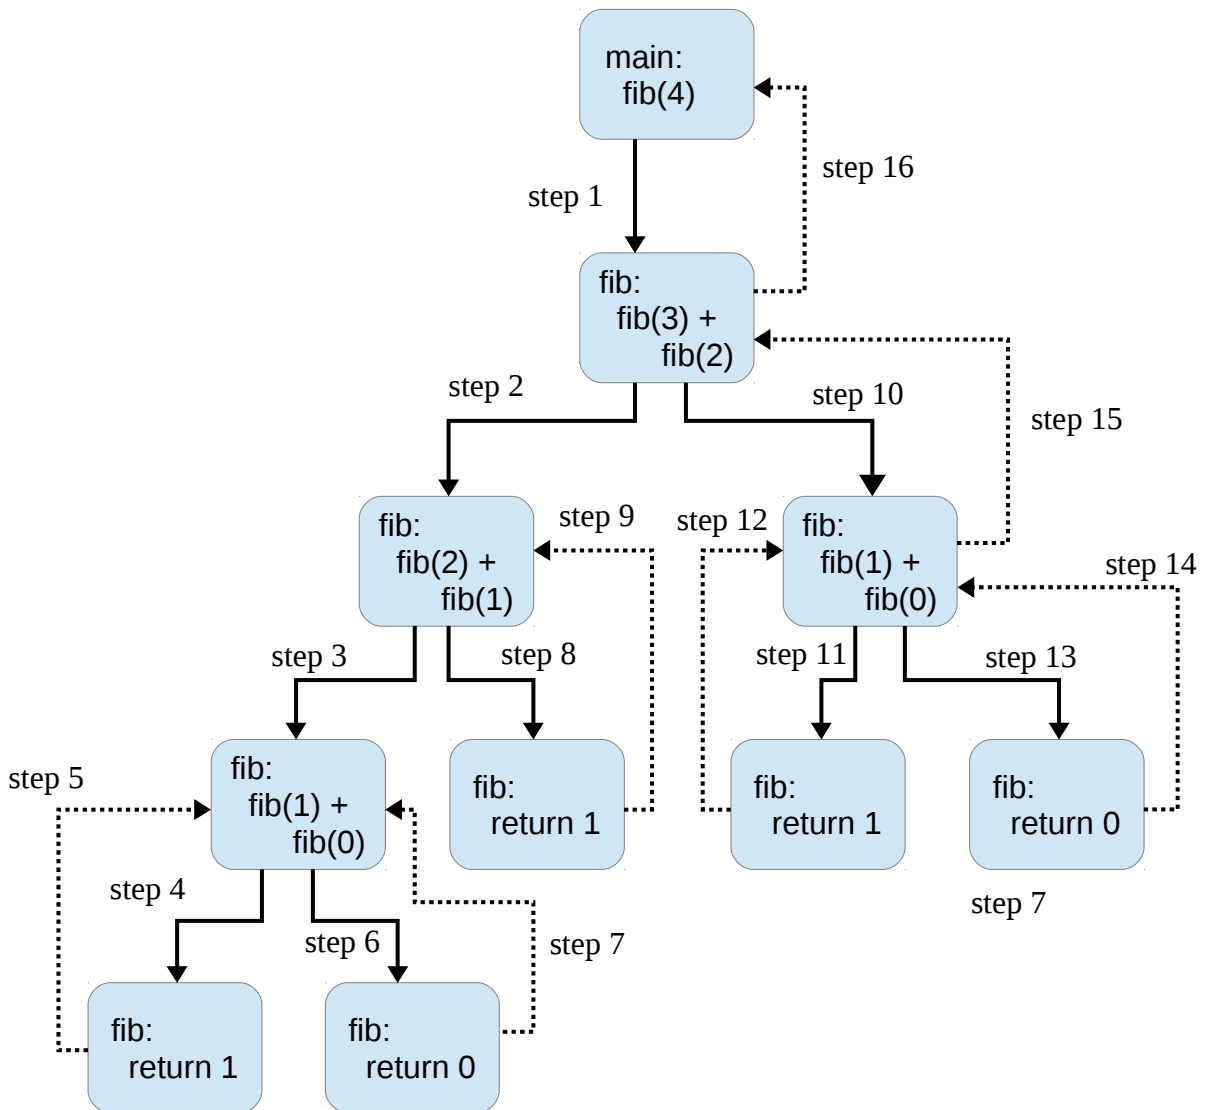 main:
fib(4)
step 16
step 1
fib:
fib(3) +
fib(2)
step 2
step 10
step 15
fib:
fib(2) +
fib(1)
step 9
step 12
fib:
fib(1) +
fib(0)
step 14
step 3
step 8
step 11
step 13
step 5
fib:
fib(1) +
fib(0)
fib:
return 1
fib:
return 1
fib:
return 0
step 4
step 6
step 7
step 7
fib:
return 1
fib:
return 0